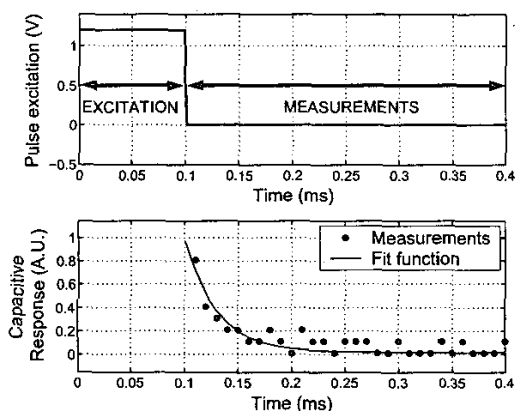 Pulse excitation (V)
1
0.5
0
-0.5
EXCITATION
MEASUREMENTS
0 0.05 0.1 0.15 0.2 0.25 0.3 0.35 0.4
Time (ms)
Capacitive
Response (A.U.)
1
0.8
0.6
0.4
0.2
0
Measurements
Fit function
0 0.05 0.1 0.15 0.2 0.25 0.3 0.35 0.4
Time (ms)